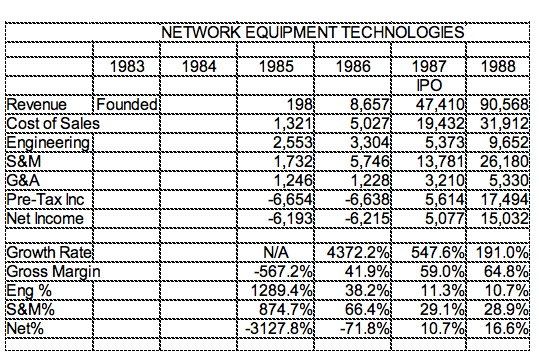 NETWORK EQUIPMENT TECHNOLOGIES
1983 1984 1985 1986 1987 1988
IPO
Revenue Founded 198 8,657 47,410 90,568
Cost of Sales 1,321 5,027 19,432 31,912
Engineering 2,553 3,304 5,373 9,652
S&M 1,732 5,746 13,781 26,180
G&A 1,246 1,228 3,210 5,330
Pre-Tax Inc -6,654 -6,638 5,614 17,494
Net Income -6,193 -6,215 5,077 15,032
Growth Rate N/A 4372.2% 547.6% 191.0%
Gross Margin -567.2% 41.9% 59.0% 64.8%
Eng % 1289.4% 38.2% 11.3% 10.7%
S&M% 874.7% 66.4% 29.1% 28.9%
Net% -3127.8% -71.8% 10.7% 16.6%